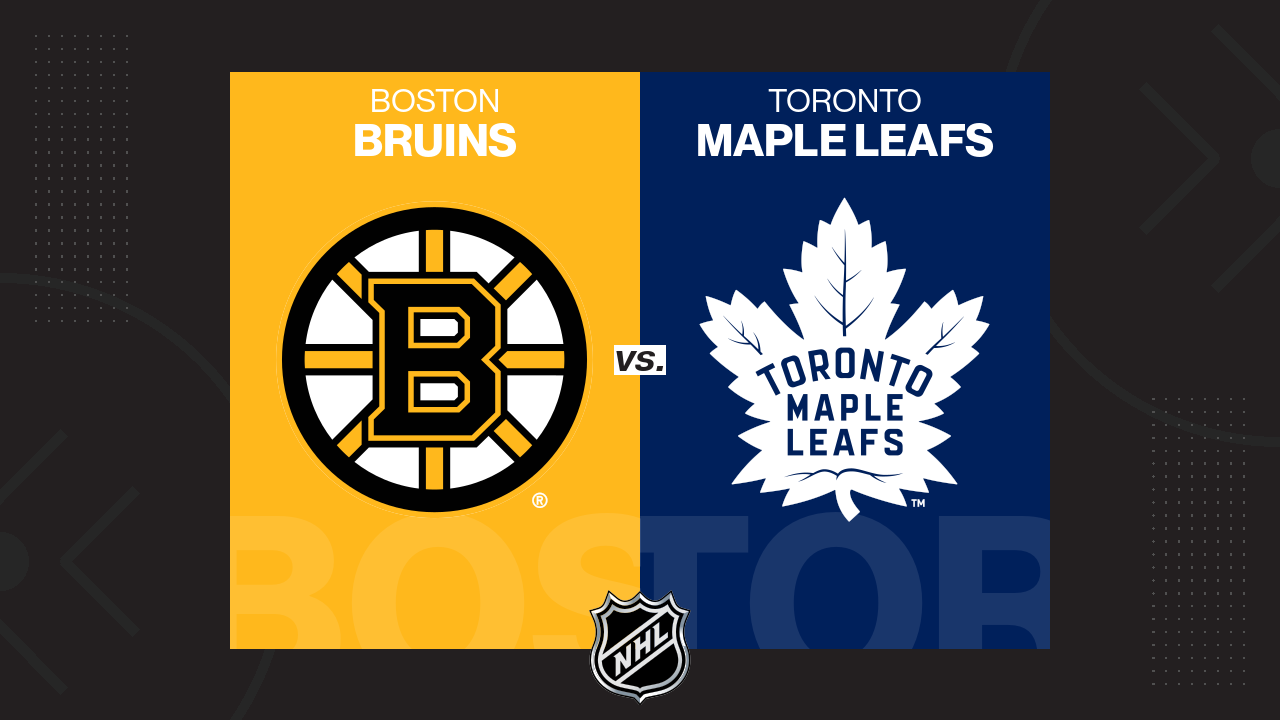 BOSTON
BRUINS
TORONTO
MAPLE LEAFS
B
®
vs.
TORONTO
MAPLE
LEAFS
TM
BOS
TOR
NHL